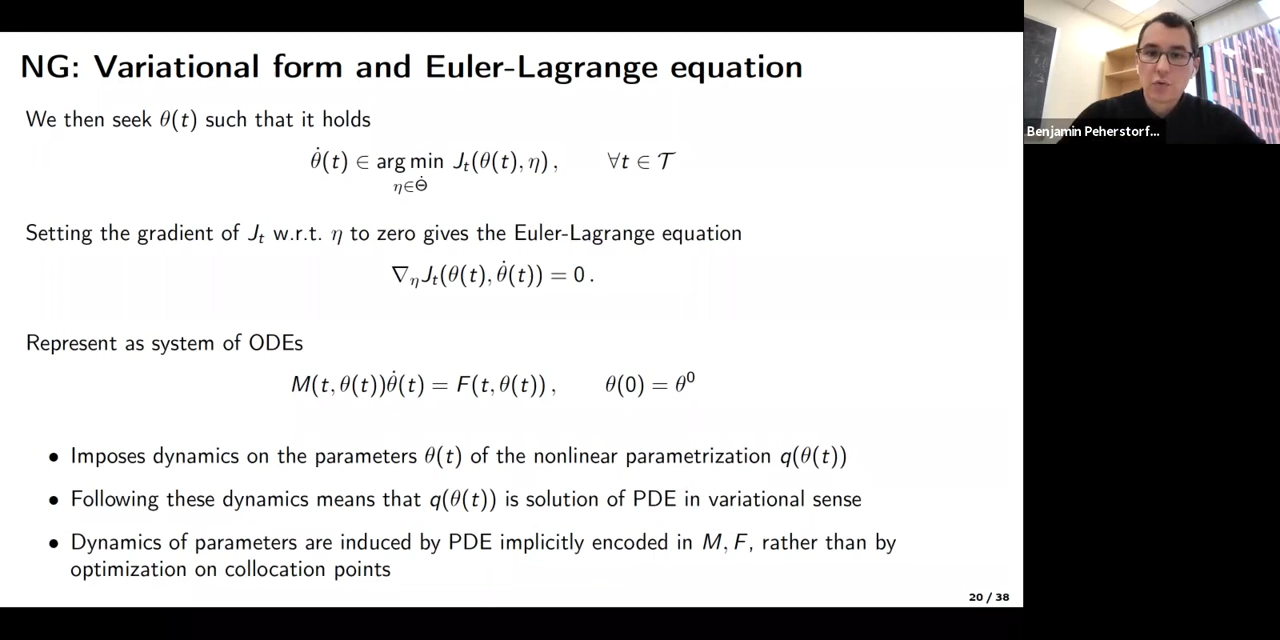 NG: Variational form and Euler-Lagrange equation
We then seek θ(t) such that it holds
θ̇(t) ∈ arg min J_t(θ(t), η) ,    ∀t ∈ 𝒯
η∈Θ̇
Setting the gradient of J_t w.r.t. η to zero gives the Euler-Lagrange equation
∇_η J_t(θ(t), θ̇(t)) = 0 .
Represent as system of ODEs
M(t, θ(t))θ̇(t) = F(t, θ(t)) ,    θ(0) = θ⁰
• Imposes dynamics on the parameters θ(t) of the nonlinear parametrization q(θ(t))
• Following these dynamics means that q(θ(t)) is solution of PDE in variational sense
• Dynamics of parameters are induced by PDE implicitly encoded in M, F, rather than by
optimization on collocation points
20 / 38
Benjamin Peherstorf...